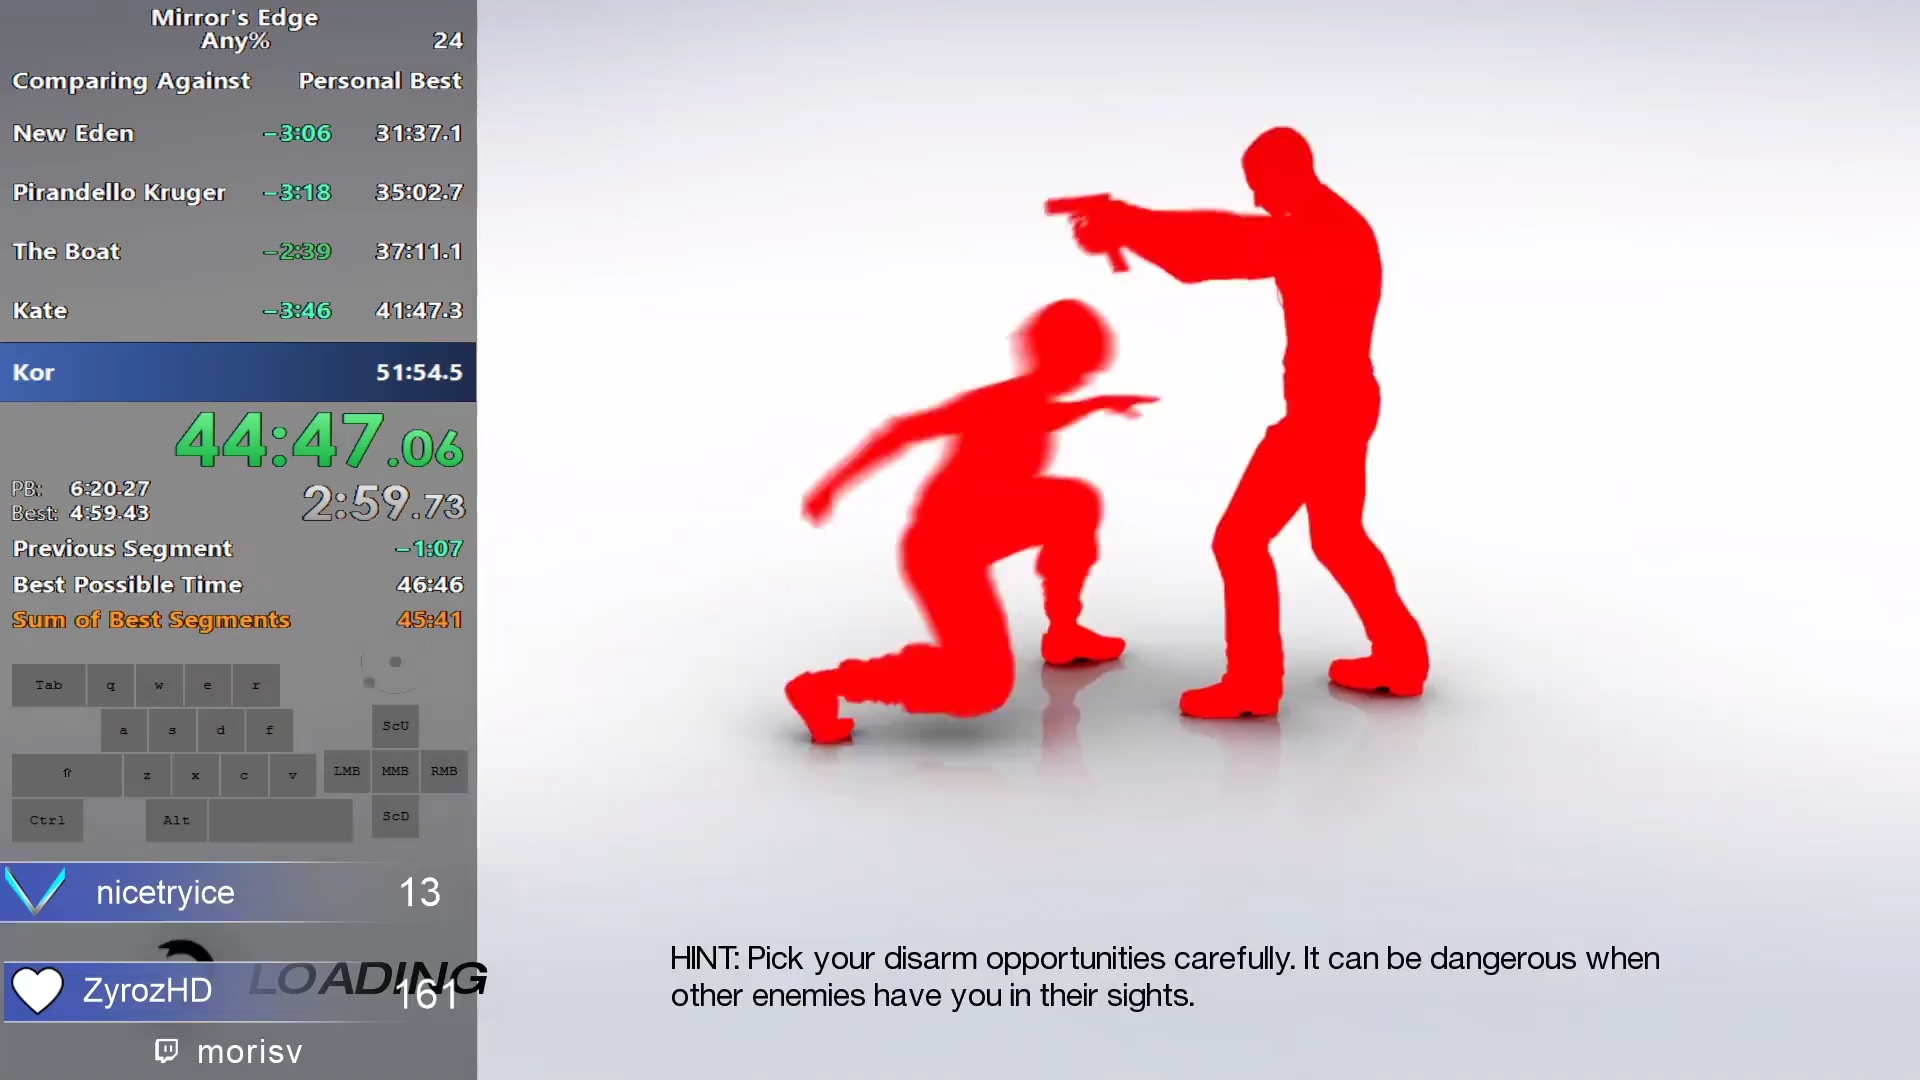 Mirror's Edge
Any% 24
Comparing Against Personal Best
New Eden -3:06 31:37.1
Pirandello Kruger -3:18 35:02.7
The Boat -2:39 37:11.1
Kate -3:46 41:47.3
Kor 51:54.5
44:47.06
PB: 6:20.27
Best: 4:59.43
2:59.73
Previous Segment -1:07
Best Possible Time 46:46
Sum of Best Segments 45:41
Tab q w e r
ScU
a s d f
⇧ z x c v LMB MMB RMB
Ctrl Alt ScD
nicetryice 13
LOADING
ZyrozHD 161
morisv
HINT: Pick your disarm opportunities carefully. It can be dangerous when
other enemies have you in their sights.